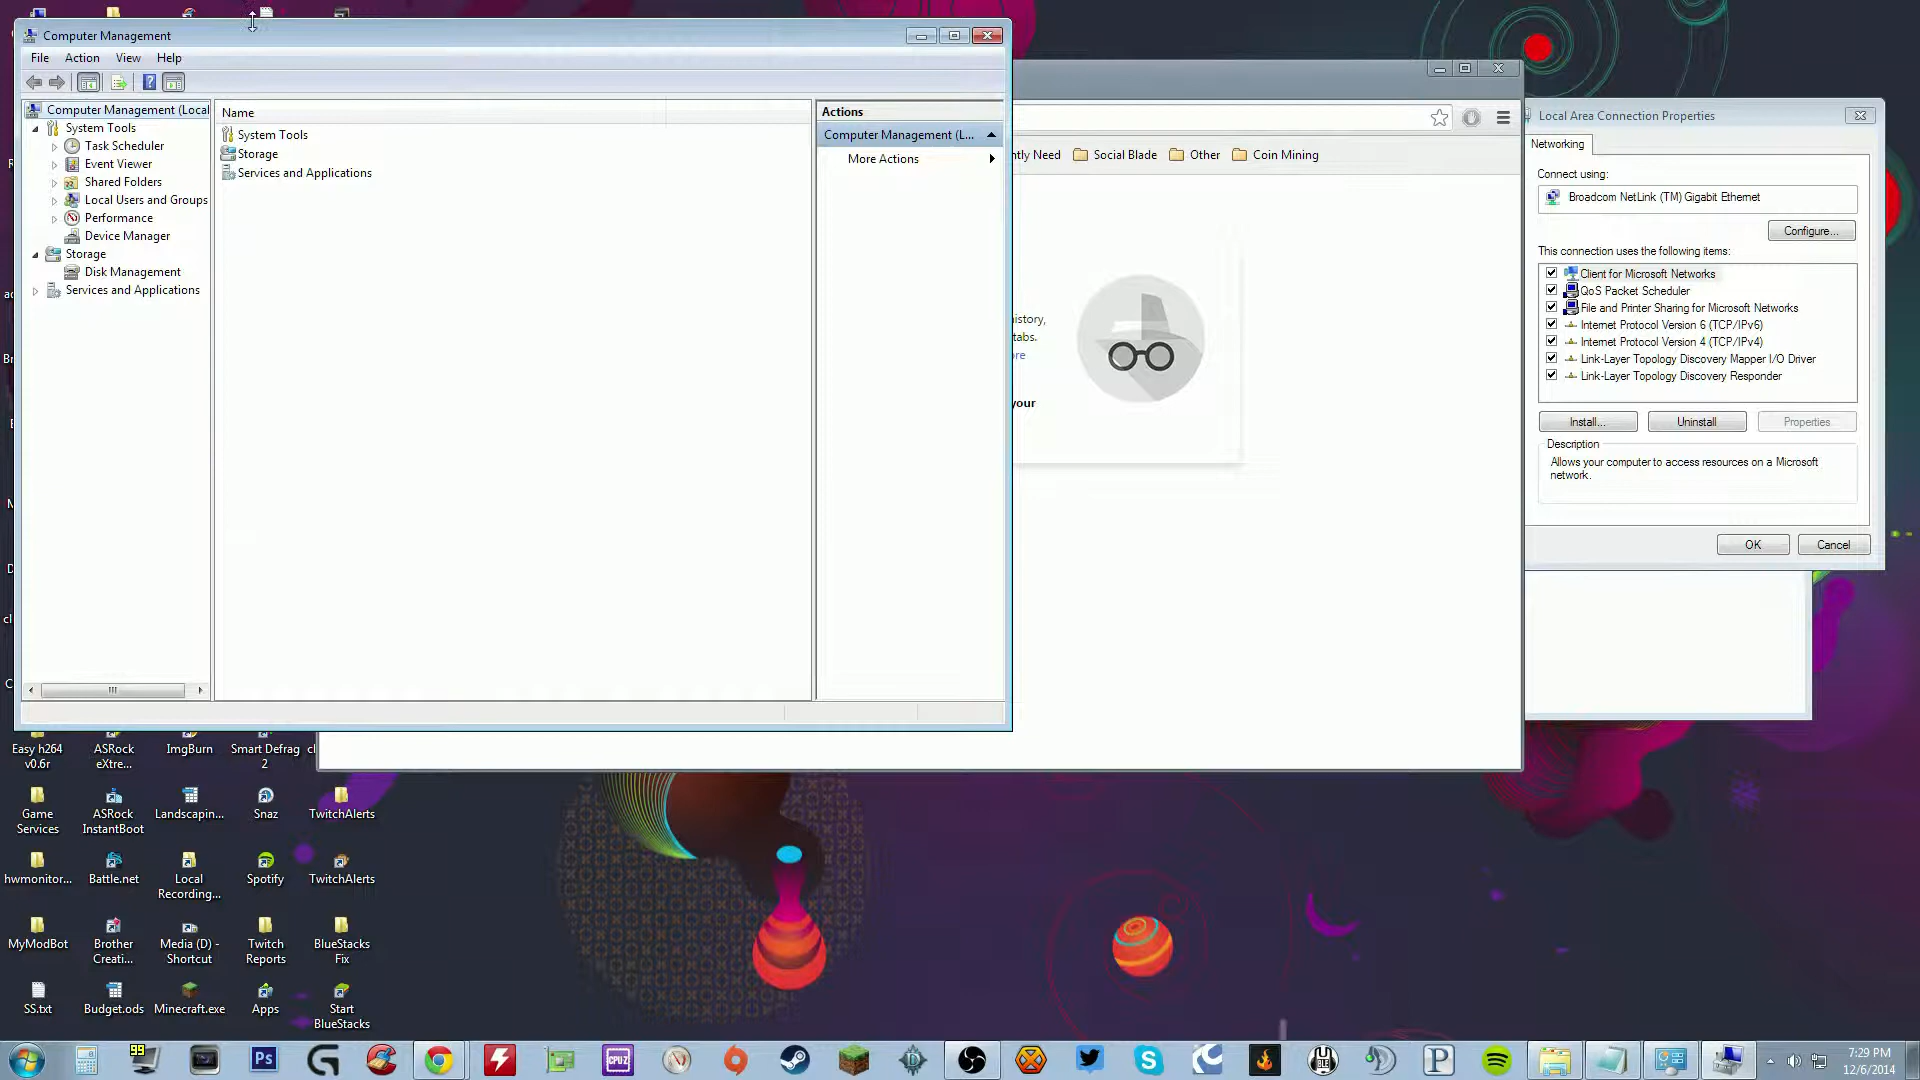 Computer Management
File Action View Help
Computer Management (Local
System Tools
Task Scheduler
Event Viewer
Shared Folders
Local Users and Groups
Performance
Device Manager
Storage
Disk Management
Services and Applications
Name
System Tools
Storage
Services and Applications
Actions
Computer Management (L...
More Actions
ntly Need Social Blade Other Coin Mining
istory,
tabs.
ore
your
Local Area Connection Properties
Networking
Connect using:
Broadcom NetLink (TM) Gigabit Ethernet
Configure...
This connection uses the following items:
Client for Microsoft Networks
QoS Packet Scheduler
File and Printer Sharing for Microsoft Networks
Internet Protocol Version 6 (TCP/IPv6)
Internet Protocol Version 4 (TCP/IPv4)
Link-Layer Topology Discovery Mapper I/O Driver
Link-Layer Topology Discovery Responder
Install... Uninstall Properties
Description
Allows your computer to access resources on a Microsoft
network.
OK Cancel
Easy h264
v0.6r
ASRock
eXtre...
ImgBurn
Smart Defrag
2
cl
Game
Services
ASRock
InstantBoot
Landscapin...
Snaz
TwitchAlerts
hwmonitor...
Battle.net
Local
Recording...
Spotify
TwitchAlerts
MyModBot
Brother
Creati...
Media (D) -
Shortcut
Twitch
Reports
BlueStacks
Fix
SS.txt
Budget.ods
Minecraft.exe
Apps
Start
BlueStacks
99
Ps
CPU-Z
7:29 PM
12/6/2014